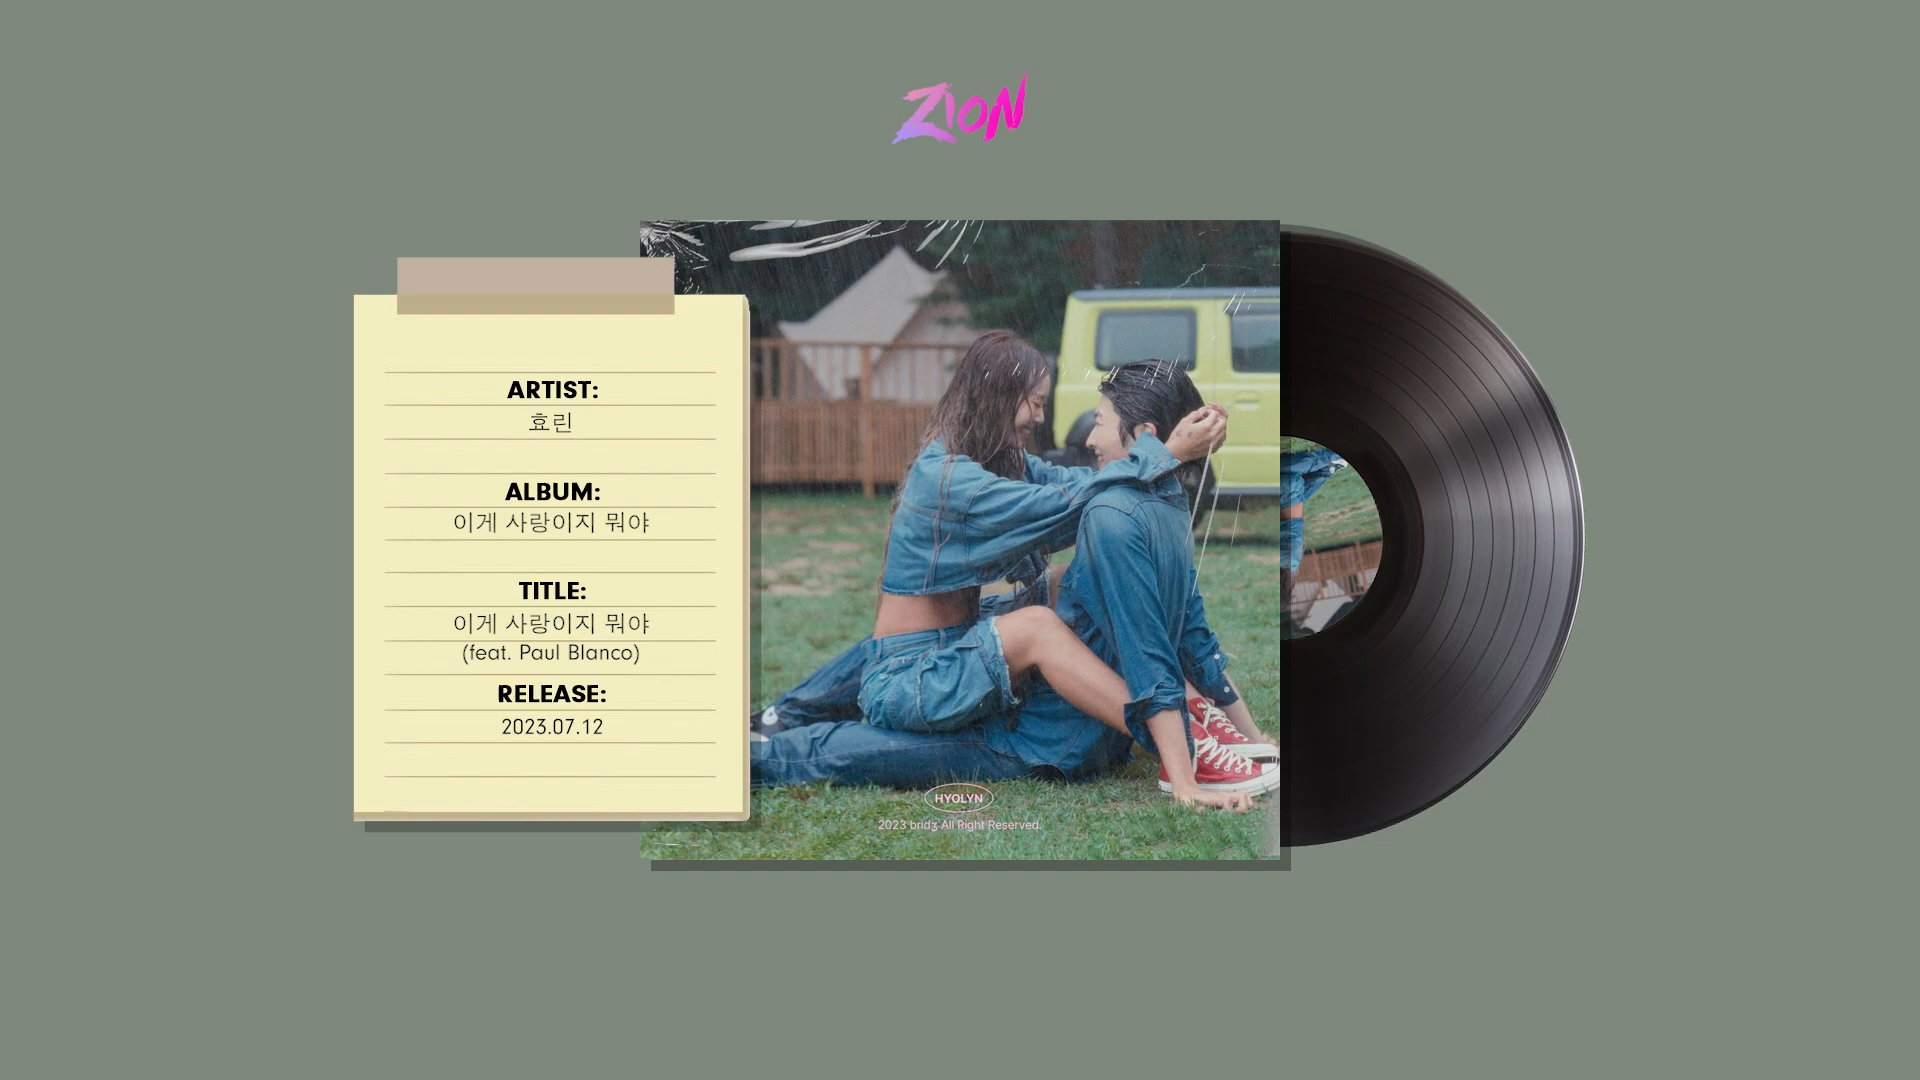 ZION
ARTIST:
효린
ALBUM:
이게 사랑이지 뭐야
TITLE:
이게 사랑이지 뭐야
(feat. Paul Blanco)
RELEASE:
2023.07.12
HYOLYN
2023 bridʒ All Right Reserved.